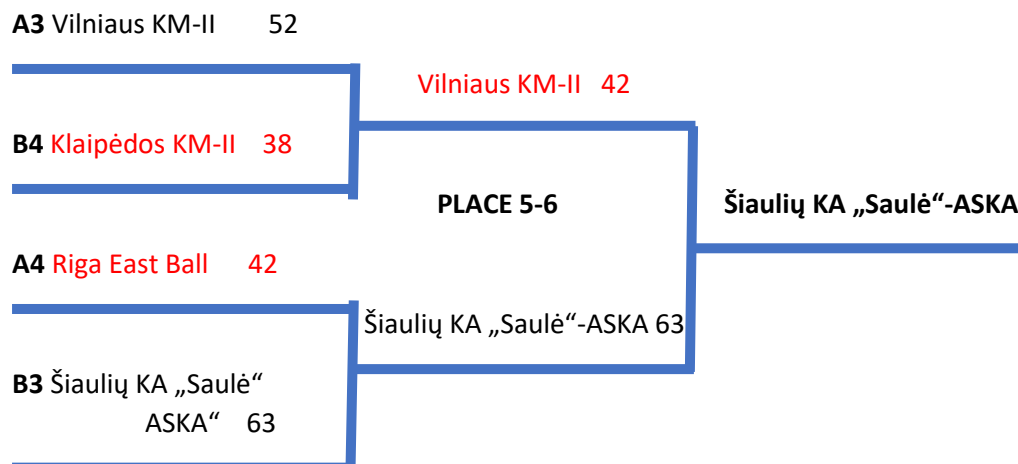 A3 Vilniaus KM-II 52
Vilniaus KM-II 42
B4 Klaipėdos KM-II 38
PLACE 5-6
Šiaulių KA „Saulė“-ASKA
A4 Riga East Ball 42
Šiaulių KA „Saulė“-ASKA 63
B3 Šiaulių KA „Saulė“
ASKA“ 63